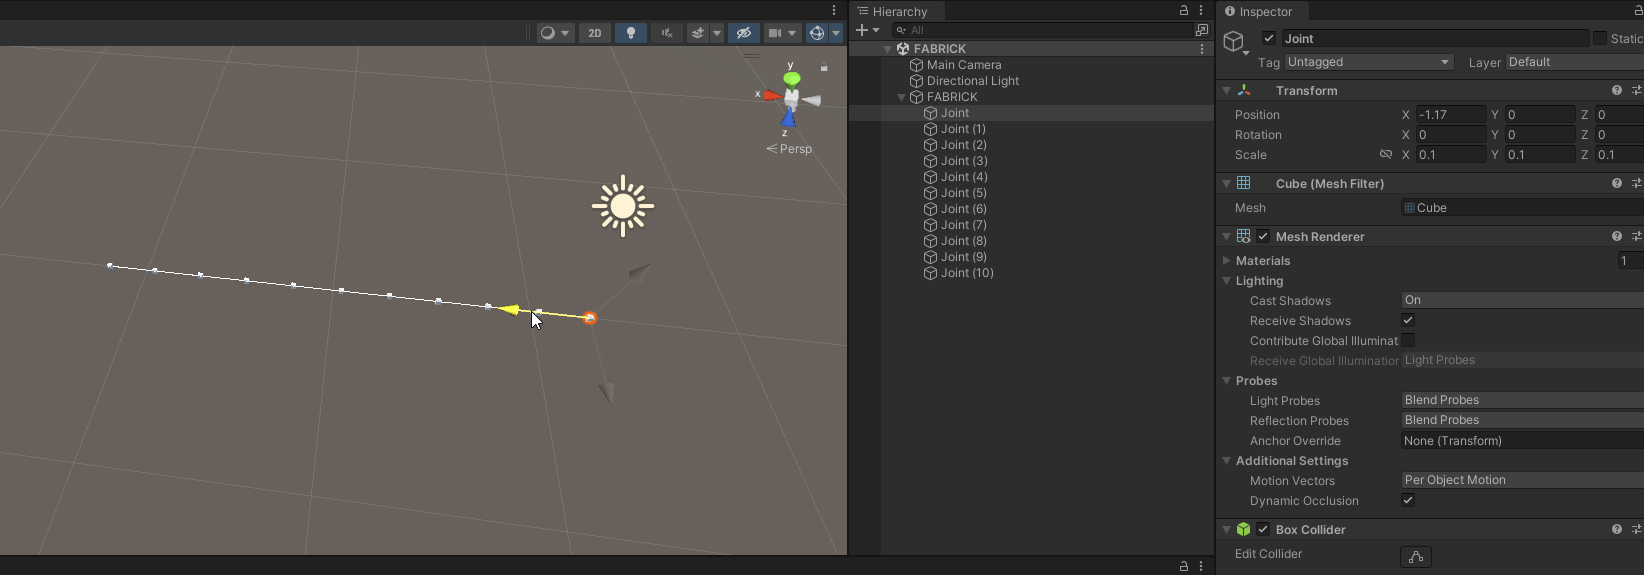 2D
y
x
z
Persp
Hierarchy
All
FABRICK
Main Camera
Directional Light
FABRICK
Joint
Joint (1)
Joint (2)
Joint (3)
Joint (4)
Joint (5)
Joint (6)
Joint (7)
Joint (8)
Joint (9)
Joint (10)
Inspector
Joint Static
Tag Untagged Layer Default
Transform
Position X -1.17 Y 0 Z 0
Rotation X 0 Y 0 Z 0
Scale X 0.1 Y 0.1 Z 0.1
Cube (Mesh Filter)
Mesh Cube
Mesh Renderer
Materials 1
Lighting
Cast Shadows On
Receive Shadows
Contribute Global Illuminat
Receive Global Illumination Light Probes
Probes
Light Probes Blend Probes
Reflection Probes Blend Probes
Anchor Override None (Transform)
Additional Settings
Motion Vectors Per Object Motion
Dynamic Occlusion
Box Collider
Edit Collider